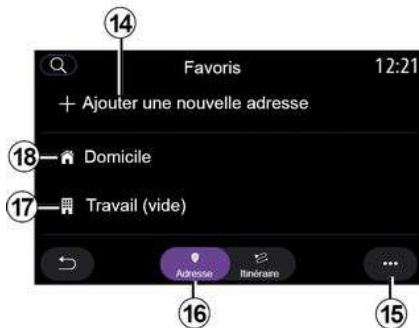 14
Favoris 12:21
+ Ajouter une nouvelle adresse
18 Domicile
17 Travail (vide)
Adresse Itinéraire
16 15